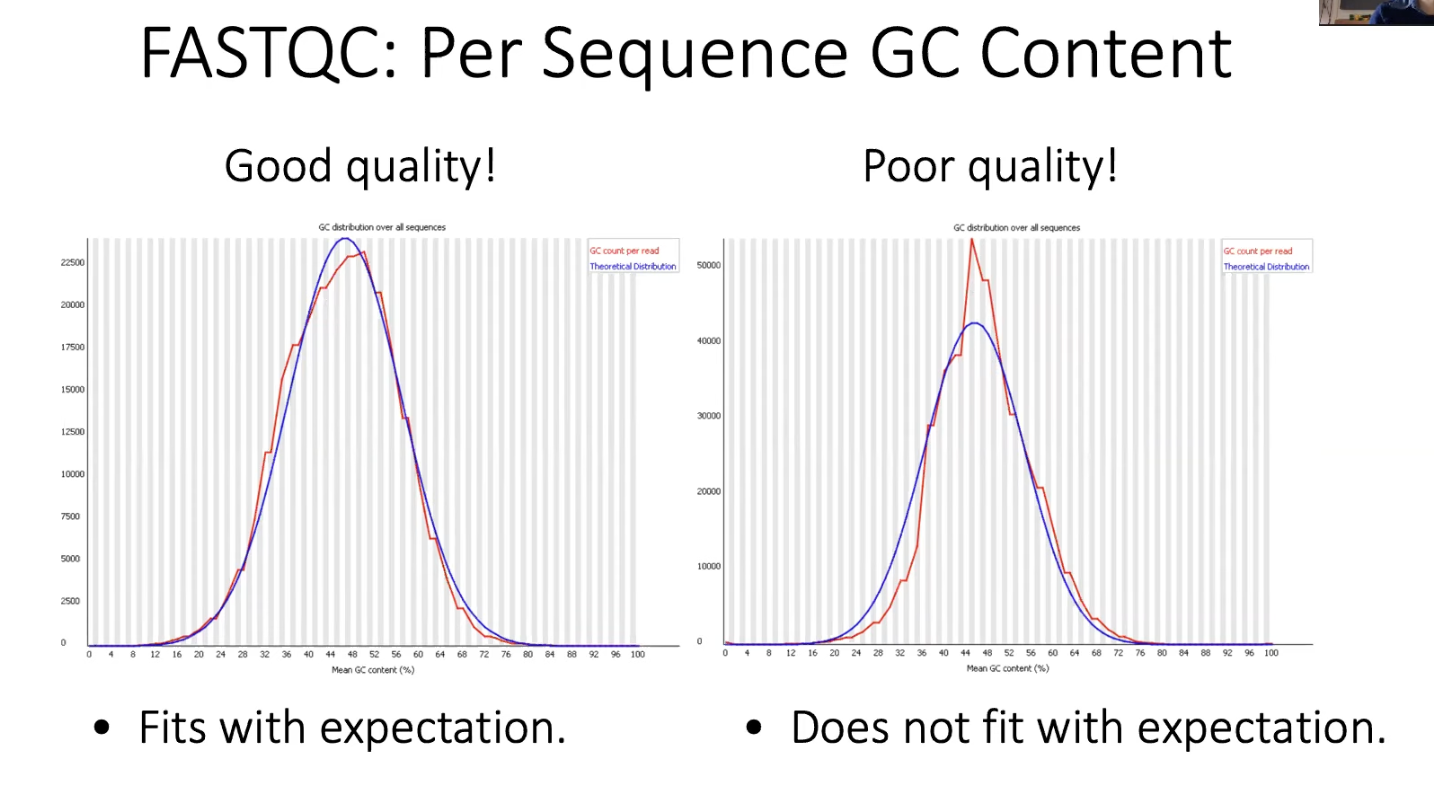 FASTQC: Per Sequence GC Content
Good quality!
GC distribution over all sequences
GC count per read
Theoretical Distribution
22500
20000
17500
15000
12500
10000
7500
5000
2500
0
0 4 8 12 16 20 24 28 32 36 40 44 48 52 56 60 64 68 72 76 80 84 88 92 96 100
Mean GC content (%)
• Fits with expectation.
Poor quality!
GC distribution over all sequences
GC count per read
Theoretical Distribution
50000
40000
30000
20000
10000
0
0 4 8 12 16 20 24 28 32 36 40 44 48 52 56 60 64 68 72 76 80 84 88 92 96 100
Mean GC content (%)
• Does not fit with expectation.